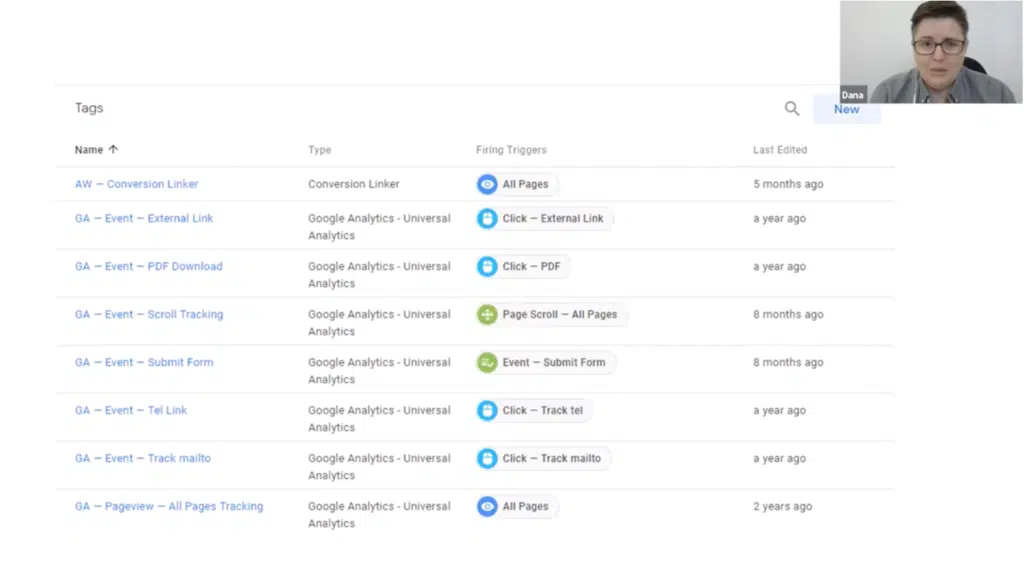 Dana
Tags
New
Name ↑ Type Firing Triggers Last Edited
AW — Conversion Linker Conversion Linker All Pages 5 months ago
GA — Event — External Link Google Analytics - Universal Click — External Link a year ago
Analytics
GA — Event — PDF Download Google Analytics - Universal Click — PDF a year ago
Analytics
GA — Event — Scroll Tracking Google Analytics - Universal Page Scroll — All Pages 8 months ago
Analytics
GA — Event — Submit Form Google Analytics - Universal Event — Submit Form 8 months ago
Analytics
GA — Event — Tel Link Google Analytics - Universal Click — Track tel a year ago
Analytics
GA — Event — Track mailto Google Analytics - Universal Click — Track mailto a year ago
Analytics
GA — Pageview — All Pages Tracking Google Analytics - Universal All Pages 2 years ago
Analytics